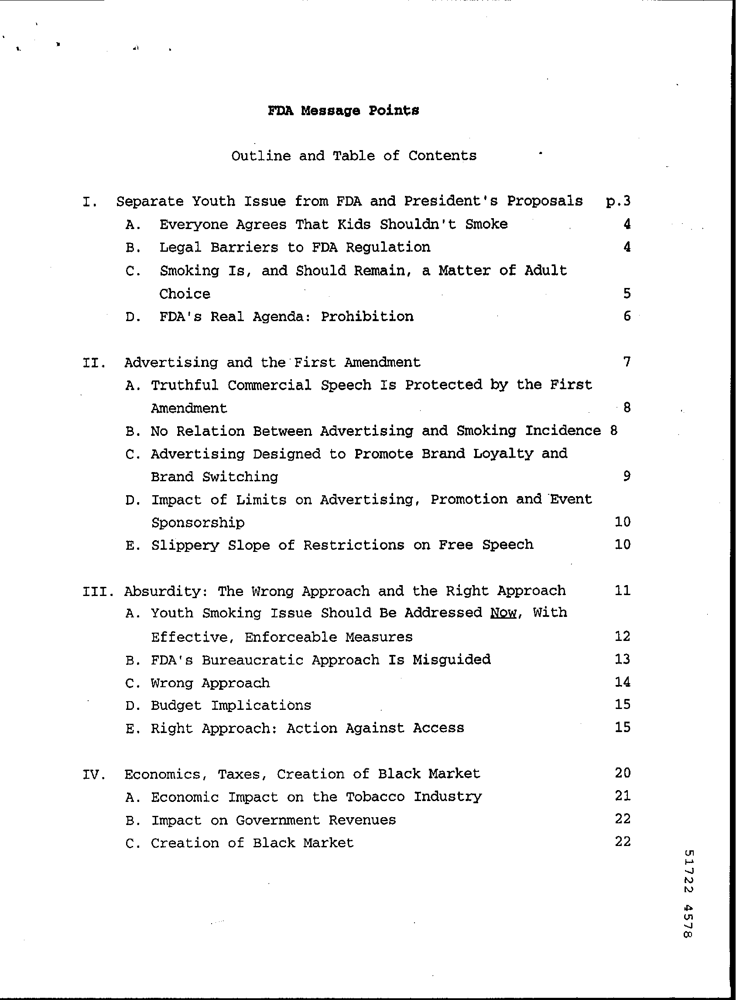 FDA Message Points
Outline and Table of Contents
I. Separate Youth Issue from FDA and President's Proposals p.3
A. Everyone Agrees That Kids Shouldn't Smoke 4
B. Legal Barriers to FDA Regulation 4
C. Smoking Is, and Should Remain, a Matter of Adult
Choice 5
D. FDA's Real Agenda: Prohibition 6
II. Advertising and the First Amendment 7
A. Truthful Commercial Speech Is Protected by the First
Amendment 8
B. No Relation Between Advertising and Smoking Incidence 8
C. Advertising Designed to Promote Brand Loyalty and
Brand Switching 9
D. Impact of Limits on Advertising, Promotion and Event
Sponsorship 10
E. Slippery Slope of Restrictions on Free Speech 10
III. Absurdity: The Wrong Approach and the Right Approach 11
A. Youth Smoking Issue Should Be Addressed Now, With
Effective, Enforceable Measures 12
B. FDA's Bureaucratic Approach Is Misguided 13
C. Wrong Approach 14
D. Budget Implications 15
E. Right Approach: Action Against Access 15
IV. Economics, Taxes, Creation of Black Market 20
A. Economic Impact on the Tobacco Industry 21
B. Impact on Government Revenues 22
C. Creation of Black Market 22
51722 4578